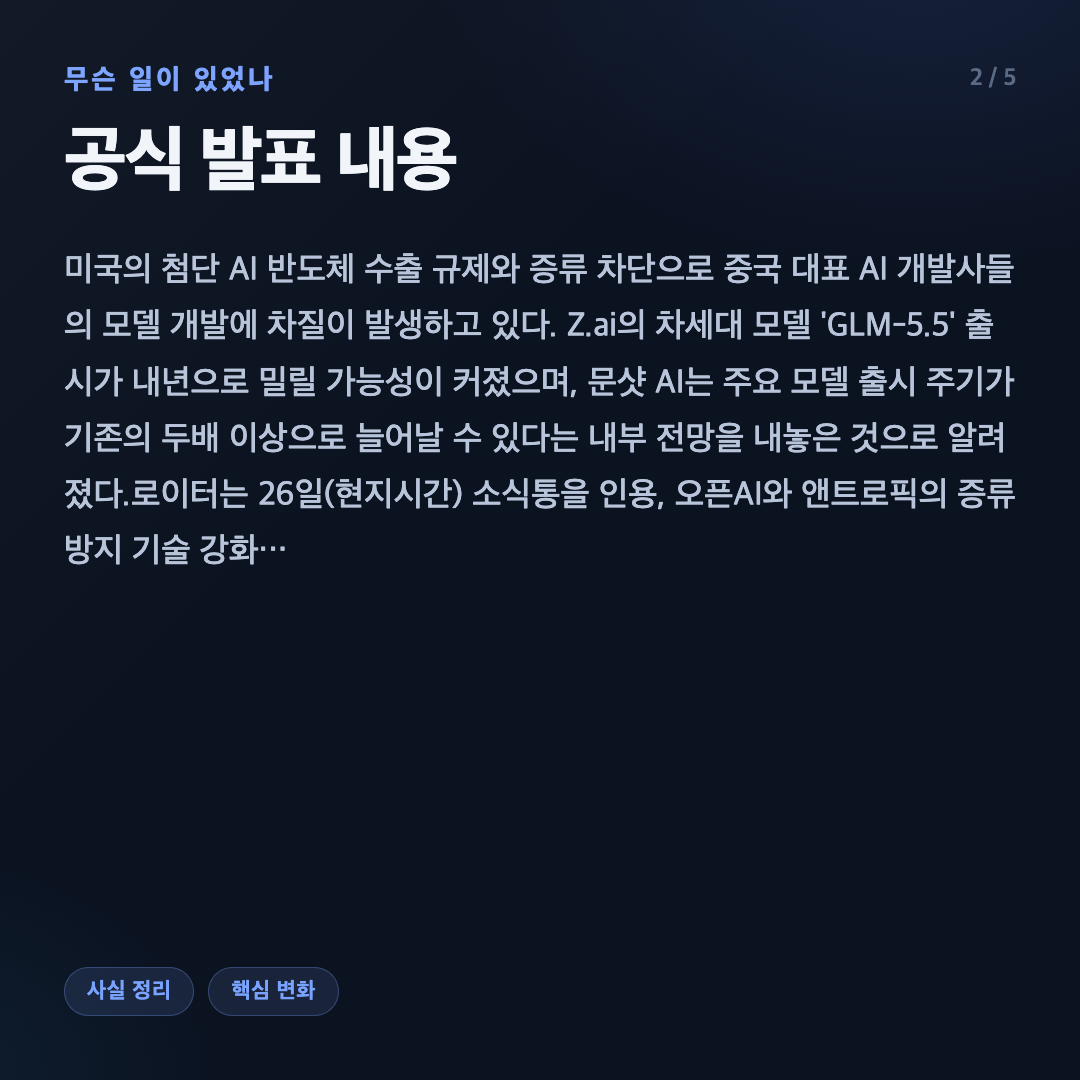 무슨 일이 있었나
2 / 5
공식 발표 내용
미국의 첨단 AI 반도체 수출 규제와 증류 차단으로 중국 대표 AI 개발사들
의 모델 개발에 차질이 발생하고 있다. Z.ai의 차세대 모델 'GLM-5.5' 출
시가 내년으로 밀릴 가능성이 커졌으며, 문샷 AI는 주요 모델 출시 주기가
기존의 두배 이상으로 늘어날 수 있다는 내부 전망을 내놓은 것으로 알려
졌다.로이터는 26일(현지시간) 소식통을 인용, 오픈AI와 앤트로픽의 증류
방지 기술 강화…
사실 정리
핵심 변화